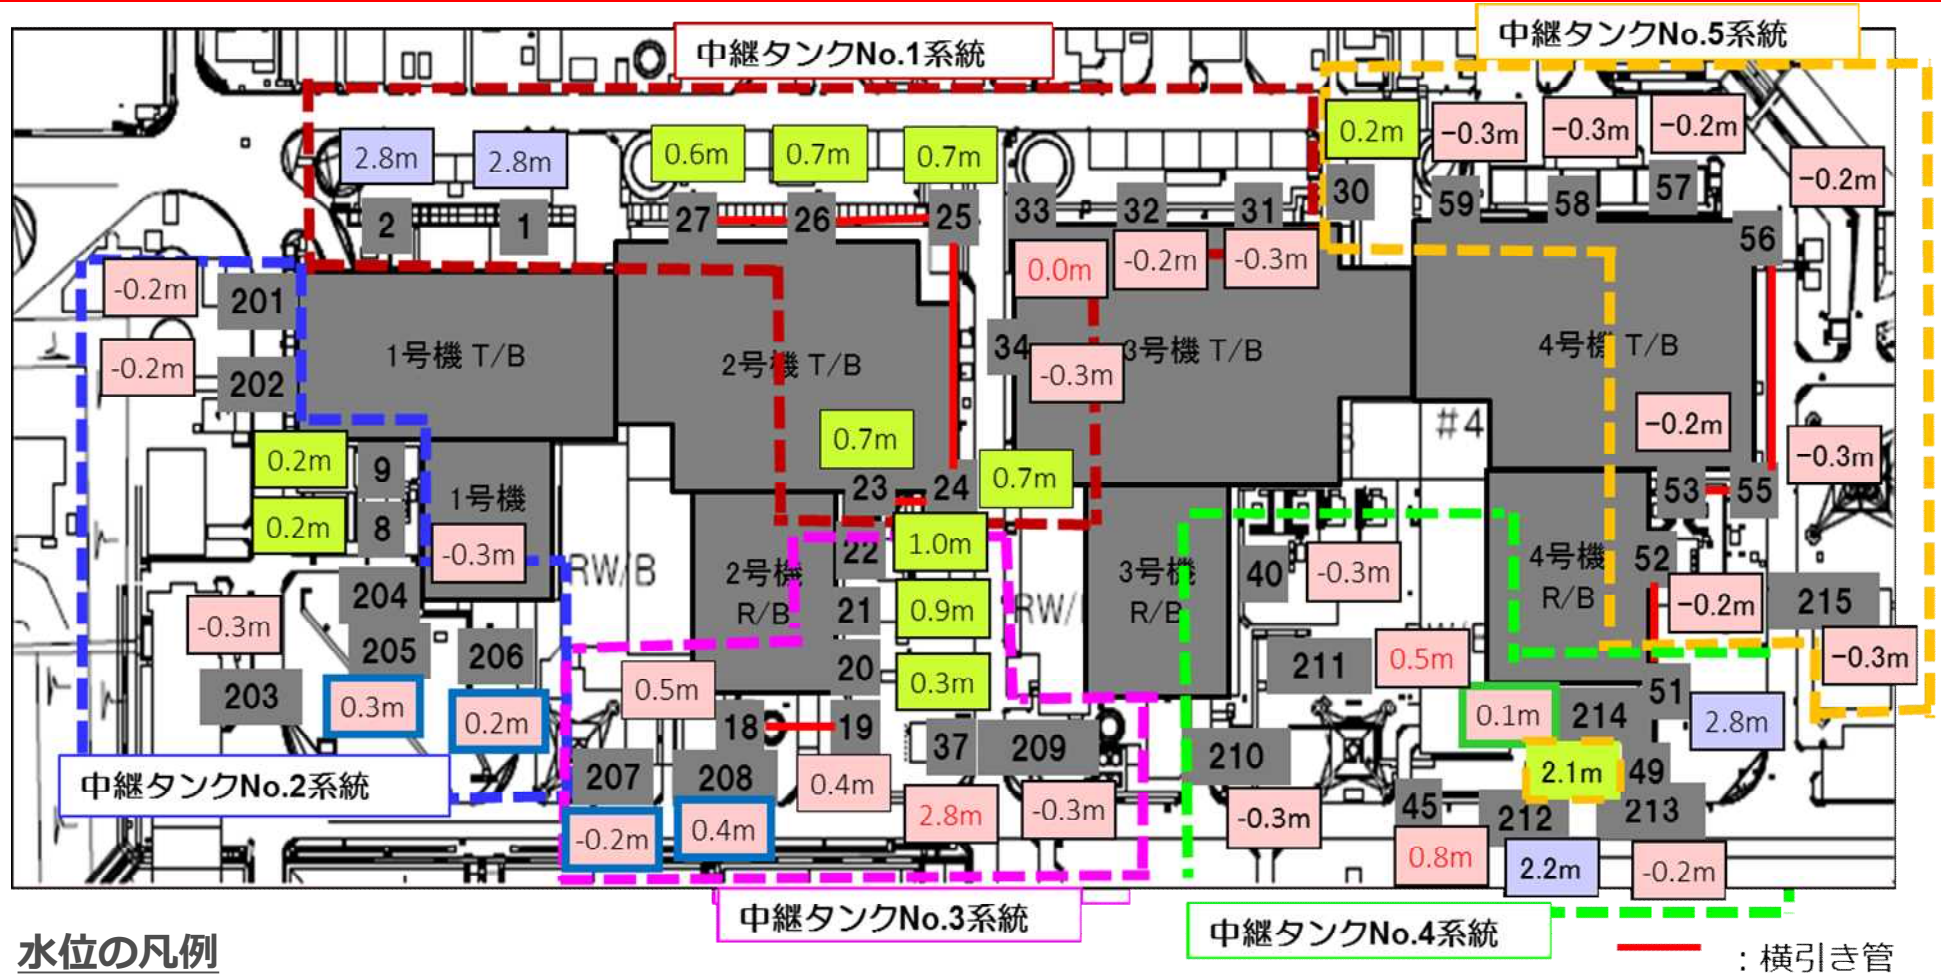 中継タンクNo.1系統
中継タンクNo.5系統
2.8m
2.8m
0.6m
0.7m
0.7m
0.2m
-0.3m
-0.3m
-0.2m
-0.2m
2
1
27
26
25
33
32
31
30
59
58
57
56
-0.2m
201
0.0m
-0.2m
-0.3m
-0.2m
202
1号機 T/B
2号機 T/B
34
-0.3m
3号機 T/B
4号機 T/B
0.2m
9
0.7m
#4
-0.2m
-0.3m
0.2m
8
1号機
-0.3m
23
24
0.7m
53
55
RW/B
2号機
R/B
22
1.0m
RW/
3号機
R/B
40
-0.3m
4号機
R/B
52
-0.2m
215
204
-0.3m
205
206
21
0.9m
203
0.3m
0.2m
0.5m
20
0.3m
211
0.5m
-0.3m
51
18
19
37
209
210
0.1m
214
2.8m
中継タンクNo.2系統
207
208
0.4m
2.1m
49
-0.2m
0.4m
2.8m
-0.3m
-0.3m
45
212
213
0.8m
2.2m
-0.2m
中継タンクNo.3系統
中継タンクNo.4系統
水位の凡例
：横引き管